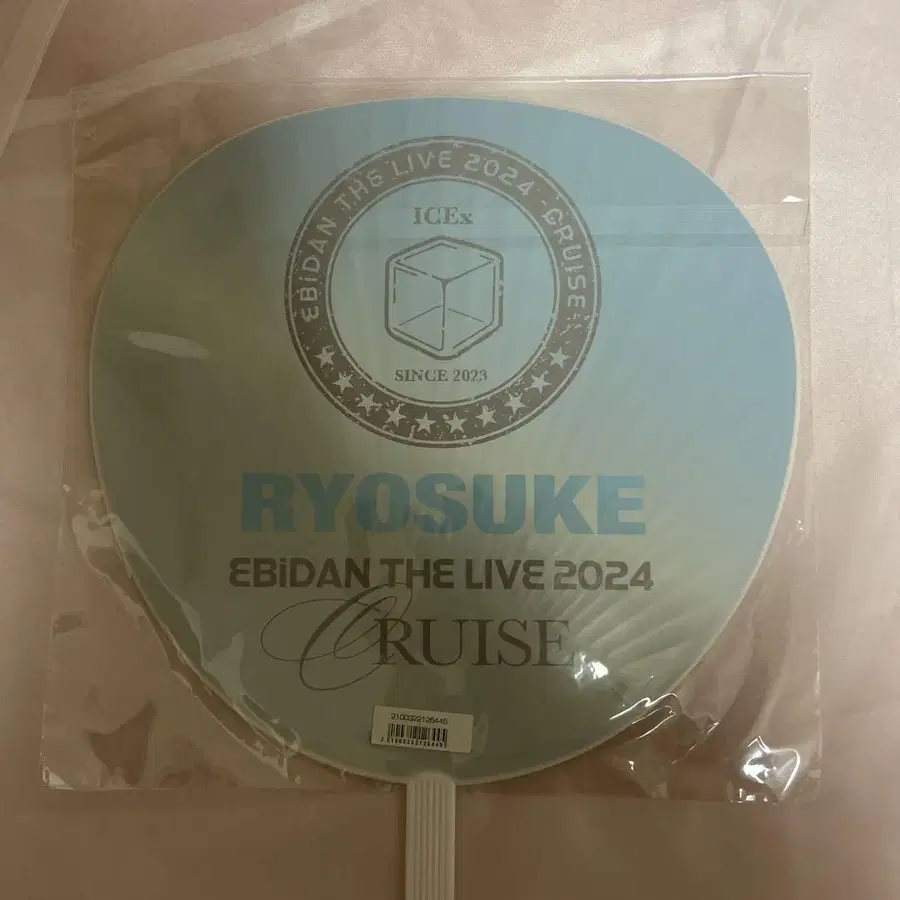 EBiDAN THE LIVE 2024 -CRUISE-
ICEx
SINCE 2023
RYOSUKE
EBiDAN THE LIVE 2024
CRUISE
2100322126445